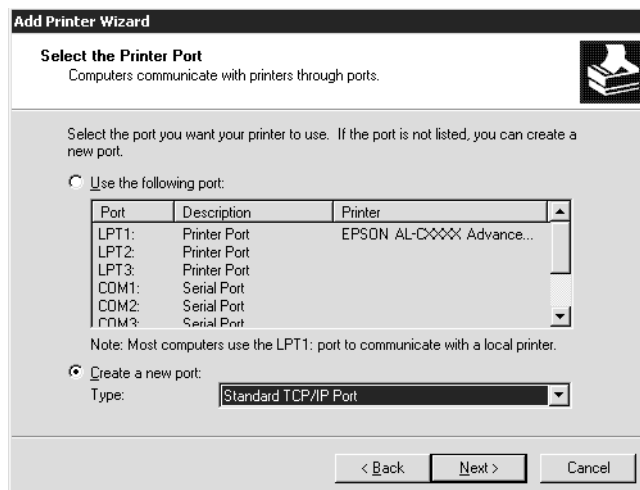 Add Printer Wizard
Select the Printer Port
Computers communicate with printers through ports.
Select the port you want your printer to use. If the port is not listed, you can create a
new port.
Use the following port:
Port Description Printer
LPT1: Printer Port EPSON AL-CXXXX Advance...
LPT2: Printer Port
LPT3: Printer Port
COM1: Serial Port
COM2: Serial Port
COM3: Serial Port
Note: Most computers use the LPT1: port to communicate with a local printer.
Create a new port:
Type: Standard TCP/IP Port
< Back Next > Cancel